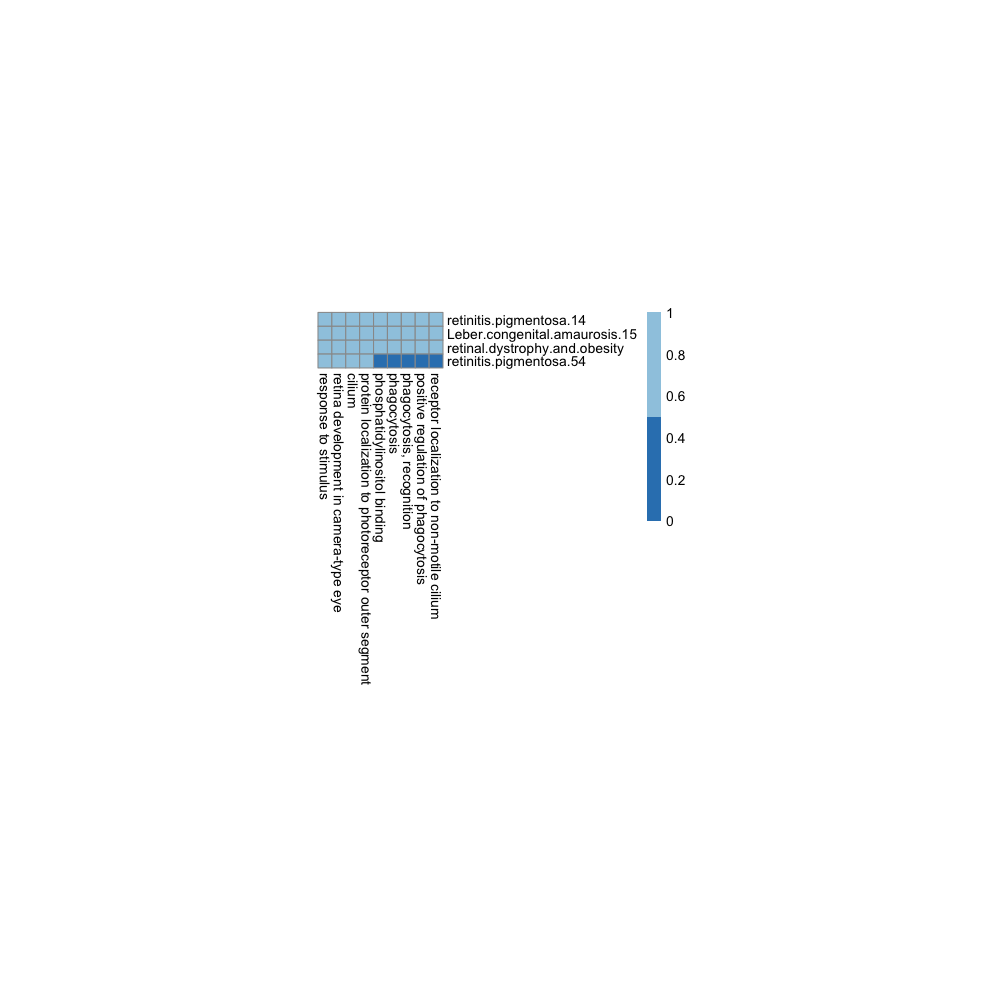 retinitis.pigmentosa.14
Leber.congenital.amaurosis.15
retinal.dystrophy.and.obesity
retinitis.pigmentosa.54
response to stimulus
retina development in camera-type eye
cilium
protein localization to photoreceptor outer segment
phosphatidylinositol binding
phagocytosis
phagocytosis, recognition
positive regulation of phagocytosis
receptor localization to non-motile cilium
1
0.8
0.6
0.4
0.2
0